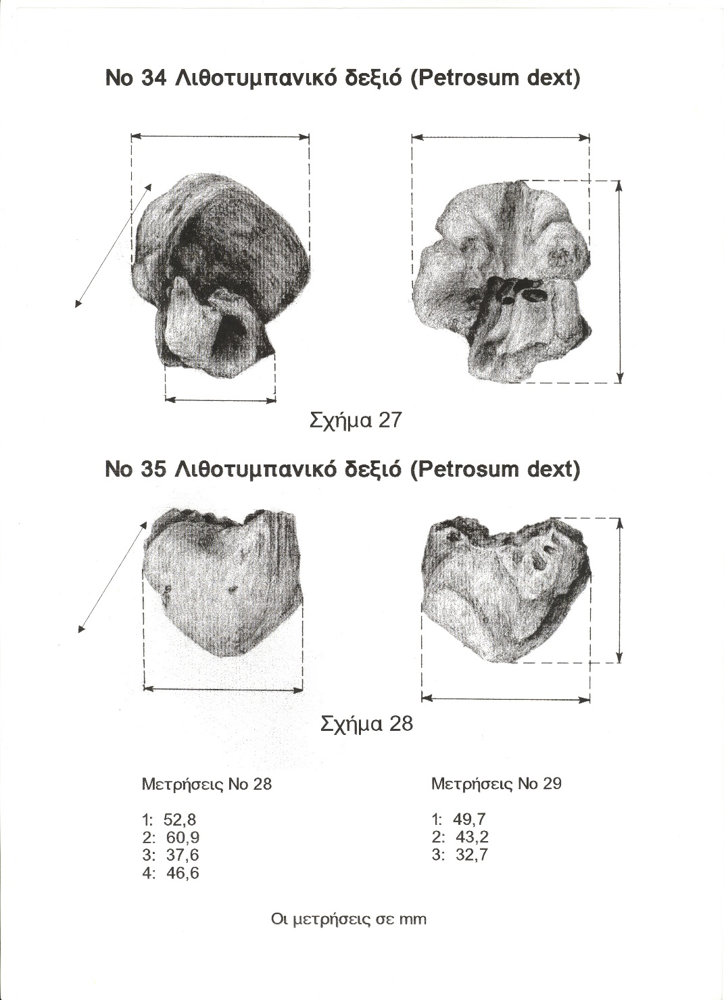 No 34 Λιθοτυμπανικό δεξιό (Petrosum dext)
Σχήμα 27
No 35 Λιθοτυμπανικό δεξιό (Petrosum dext)
Σχήμα 28
Μετρήσεις Νο 28
1: 52,8
2: 60,9
3: 37,6
4: 46,6
Μετρήσεις Νο 29
1: 49,7
2: 43,2
3: 32,7
Οι μετρήσεις σε mm